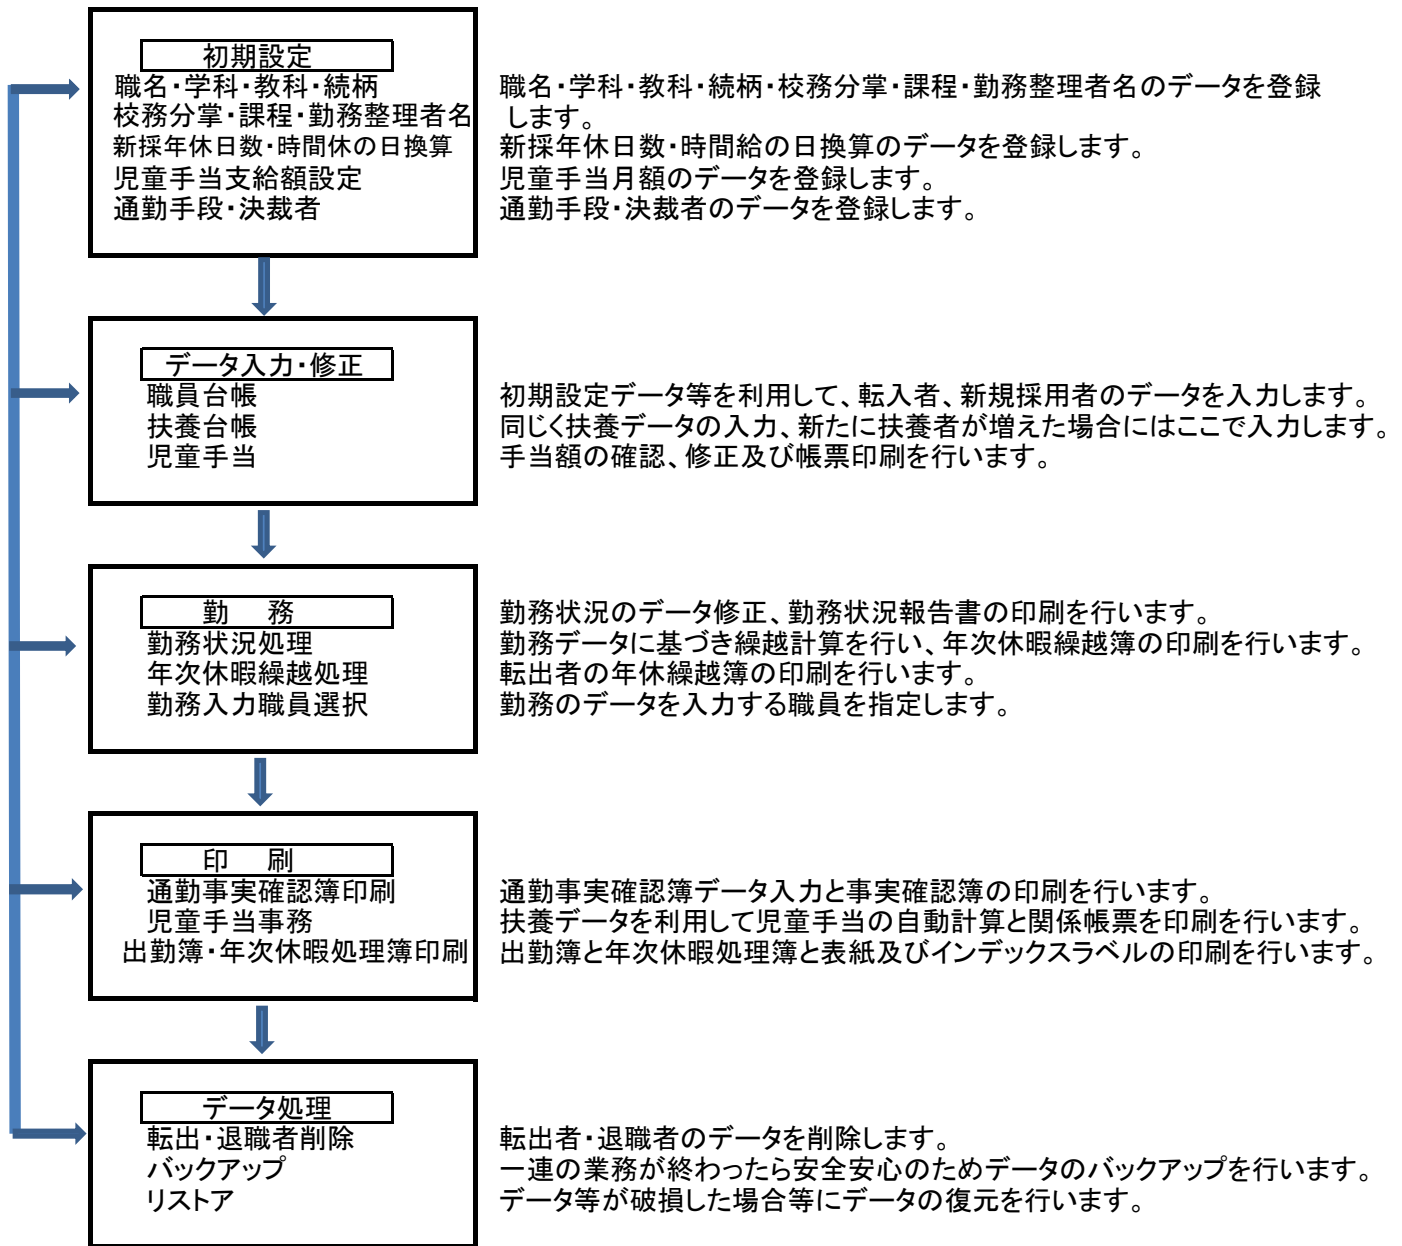 初期設定
職名・学科・教科・続柄
校務分掌・課程・勤務整理者名
新採年休日数・時間休の日換算
児童手当支給額設定
通勤手段・決裁者
職名・学科・教科・続柄・校務分掌・課程・勤務整理者名のデータを登録
します。
新採年休日数・時間給の日換算のデータを登録します。
児童手当月額のデータを登録します。
通勤手段・決裁者のデータを登録します。
データ入力・修正
職員台帳
扶養台帳
児童手当
初期設定データ等を利用して、転入者、新規採用者のデータを入力します。
同じく扶養データの入力、新たに扶養者が増えた場合にはここで入力します。
手当額の確認、修正及び帳票印刷を行います。
勤　務
勤務状況処理
年次休暇繰越処理
勤務入力職員選択
勤務状況のデータ修正、勤務状況報告書の印刷を行います。
勤務データに基づき繰越計算を行い、年次休暇繰越簿の印刷を行います。
転出者の年休繰越簿の印刷を行います。
勤務のデータを入力する職員を指定します。
印　刷
通勤事実確認簿印刷
児童手当事務
出勤簿・年次休暇処理簿印刷
通勤事実確認簿データ入力と事実確認簿の印刷を行います。
扶養データを利用して児童手当の自動計算と関係帳票を印刷を行います。
出勤簿と年次休暇処理簿と表紙及びインデックスラベルの印刷を行います。
データ処理
転出・退職者削除
バックアップ
リストア
転出者・退職者のデータを削除します。
一連の業務が終わったら安全安心のためデータのバックアップを行います。
データ等が破損した場合等にデータの復元を行います。